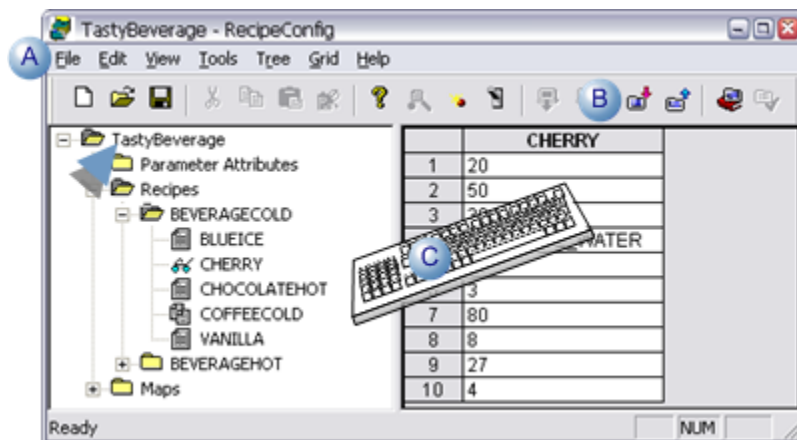 TastyBeverage - RecipeConfig
A
File Edit View Tools Tree Grid Help
B
TastyBeverage
Parameter Attributes
Recipes
BEVERAGECOLD
BLUEICE
CHERRY
CHOCOLATEHOT
COFFEECOLD
VANILLA
BEVERAGEHOT
Maps
CHERRY
1 20
2 50
3
C
3
7 80
8 8
9 27
10 4
Ready NUM